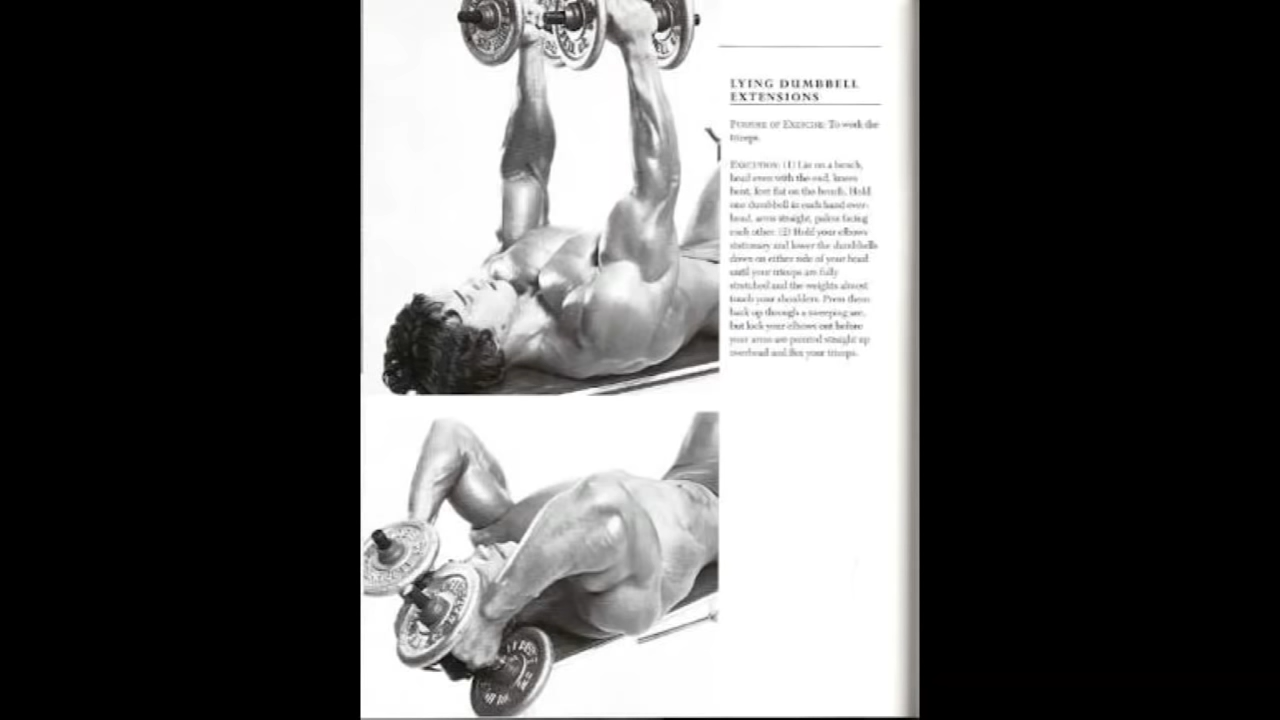 LYING DUMBBELL
EXTENSIONS
PURPOSE OF EXERCISE: To work the
triceps.
EXECUTION: (1) Lie on a bench,
head even with the end, knees
bent, feet flat on the bench. Hold
one dumbbell in each hand over-
head, arms straight, palms facing
each other. (2) Hold your elbows
stationary and lower the dumbbells
down on either side of your head
until your triceps are fully
stretched and the weights almost
touch your shoulders. Press them
back up through a sweeping arc,
but lock your elbows out before
your arms are pointed straight up
overhead and flex your triceps.